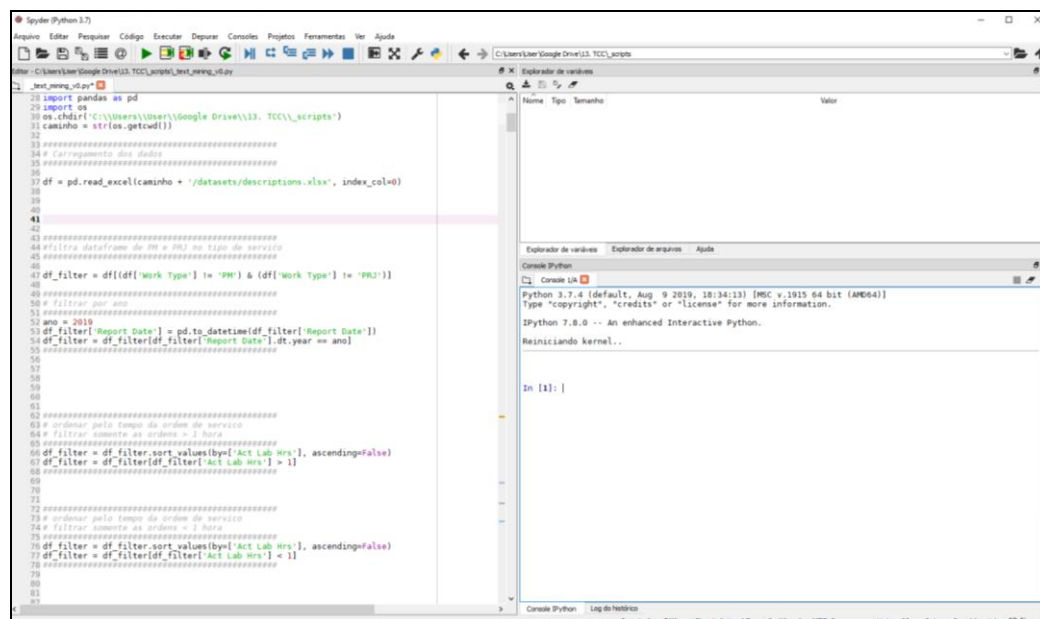 Spyder (Python 3.7)
Arquivo Editar Pesquisar Código Executar Depurar Consoles Projetos Ferramentas Ver Ajuda
C:\Users\User\Google Drive\13. TCC\_scripts
Editor - C:\Users\User\Google Drive\13. TCC\_scripts\_text_mining_v0.py
_text_mining_v0.py*
28 import pandas as pd
29 import os
30 os.chdir('C:\\Users\\User\\Google Drive\\13. TCC\\_scripts')
31 caminho = str(os.getcwd())
32
33 ##############################################
34 # Carregamento dos dados
35 ##############################################
36
37 df = pd.read_excel(caminho + '/datasets/descriptions.xlsx', index_col=0)
38
39
40
41
42
43 ##############################################
44 #filtra dataframe de PM e PRJ no tipo de serviço
45 ##############################################
46
47 df_filter = df[(df['Work Type'] != 'PM') & (df['Work Type'] != 'PRJ')]
48
49 ##############################################
50 # filtrar por ano
51 ##############################################
52 ano = 2019
53 df_filter['Report Date'] = pd.to_datetime(df_filter['Report Date'])
54 df_filter = df_filter[df_filter['Report Date'].dt.year == ano]
55 ##############################################
56
57
58
59
60
61
62 ##############################################
63 # ordenar pelo tempo da ordem de servico
64 # filtrar somente as ordens > 1 hora
65 ##############################################
66 df_filter = df_filter.sort_values(by=['Act Lab Hrs'], ascending=False)
67 df_filter = df_filter[df_filter['Act Lab Hrs'] > 1]
68 ##############################################
69
70
71
72 ##############################################
73 # ordenar pelo tempo da ordem de servico
74 # filtrar somente as ordens < 1 hora
75 ##############################################
76 df_filter = df_filter.sort_values(by=['Act Lab Hrs'], ascending=False)
77 df_filter = df_filter[df_filter['Act Lab Hrs'] < 1]
78 ##############################################
79
80
81
Explorador de variáveis
Nome Tipo Tamanho Valor
Explorador de variáveis Explorador de arquivos Ajuda
Console IPython
Console 1/A
Python 3.7.4 (default, Aug 9 2019, 18:34:13) [MSC v.1915 64 bit (AMD64)]
Type "copyright", "credits" or "license" for more information.
IPython 7.8.0 -- An enhanced Interactive Python.
Reiniciando kernel..
In [1]:
Console IPython Log do histórico